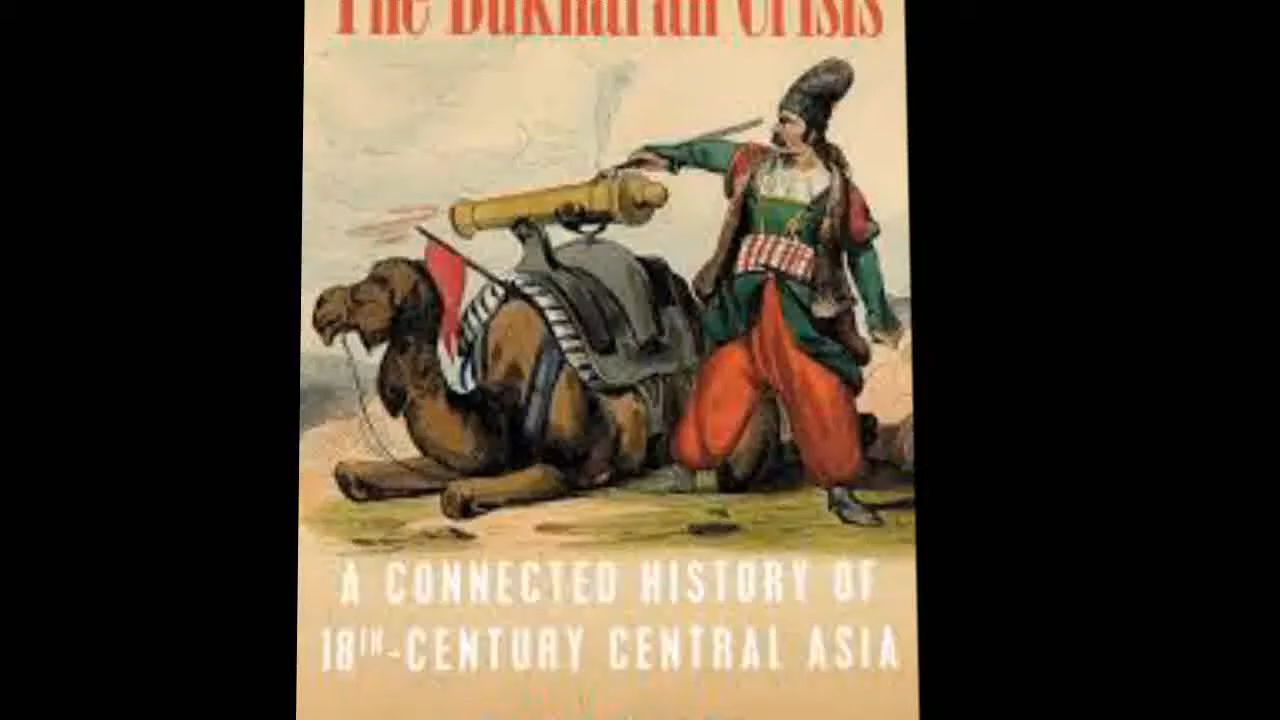 The Bukharan Crisis
A CONNECTED HISTORY OF
18TH-CENTURY CENTRAL ASIA